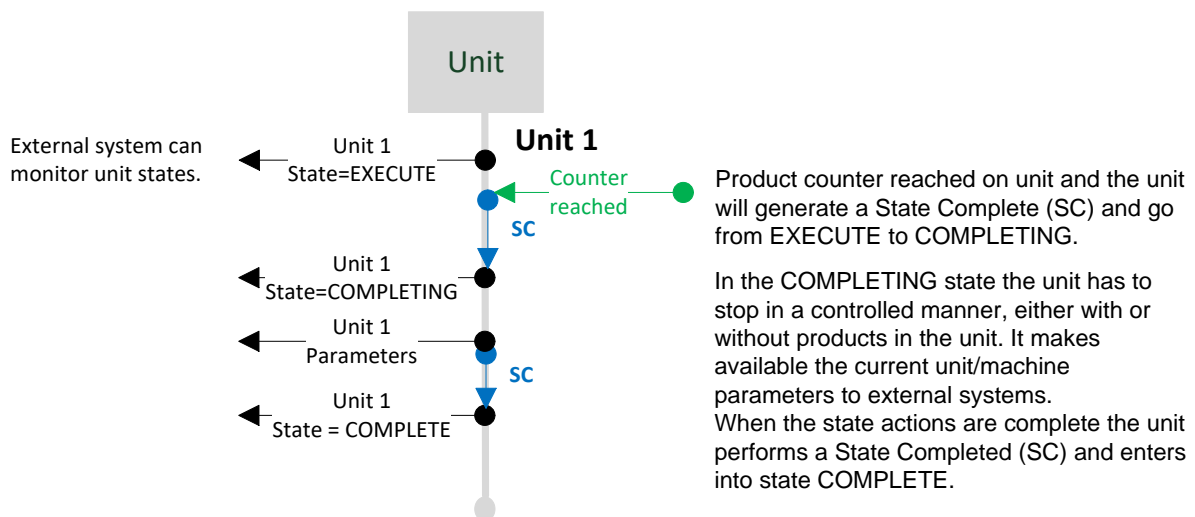 Unit
Unit 1
External system can
monitor unit states.
Unit 1
State=EXECUTE
Counter
reached
SC
Product counter reached on unit and the unit
will generate a State Complete (SC) and go
from EXECUTE to COMPLETING.
Unit 1
State=COMPLETING
In the COMPLETING state the unit has to
stop in a controlled manner, either with or
without products in the unit. It makes
available the current unit/machine
parameters to external systems.
When the state actions are complete the unit
performs a State Completed (SC) and enters
into state COMPLETE.
Unit 1
Parameters
SC
Unit 1
State = COMPLETE